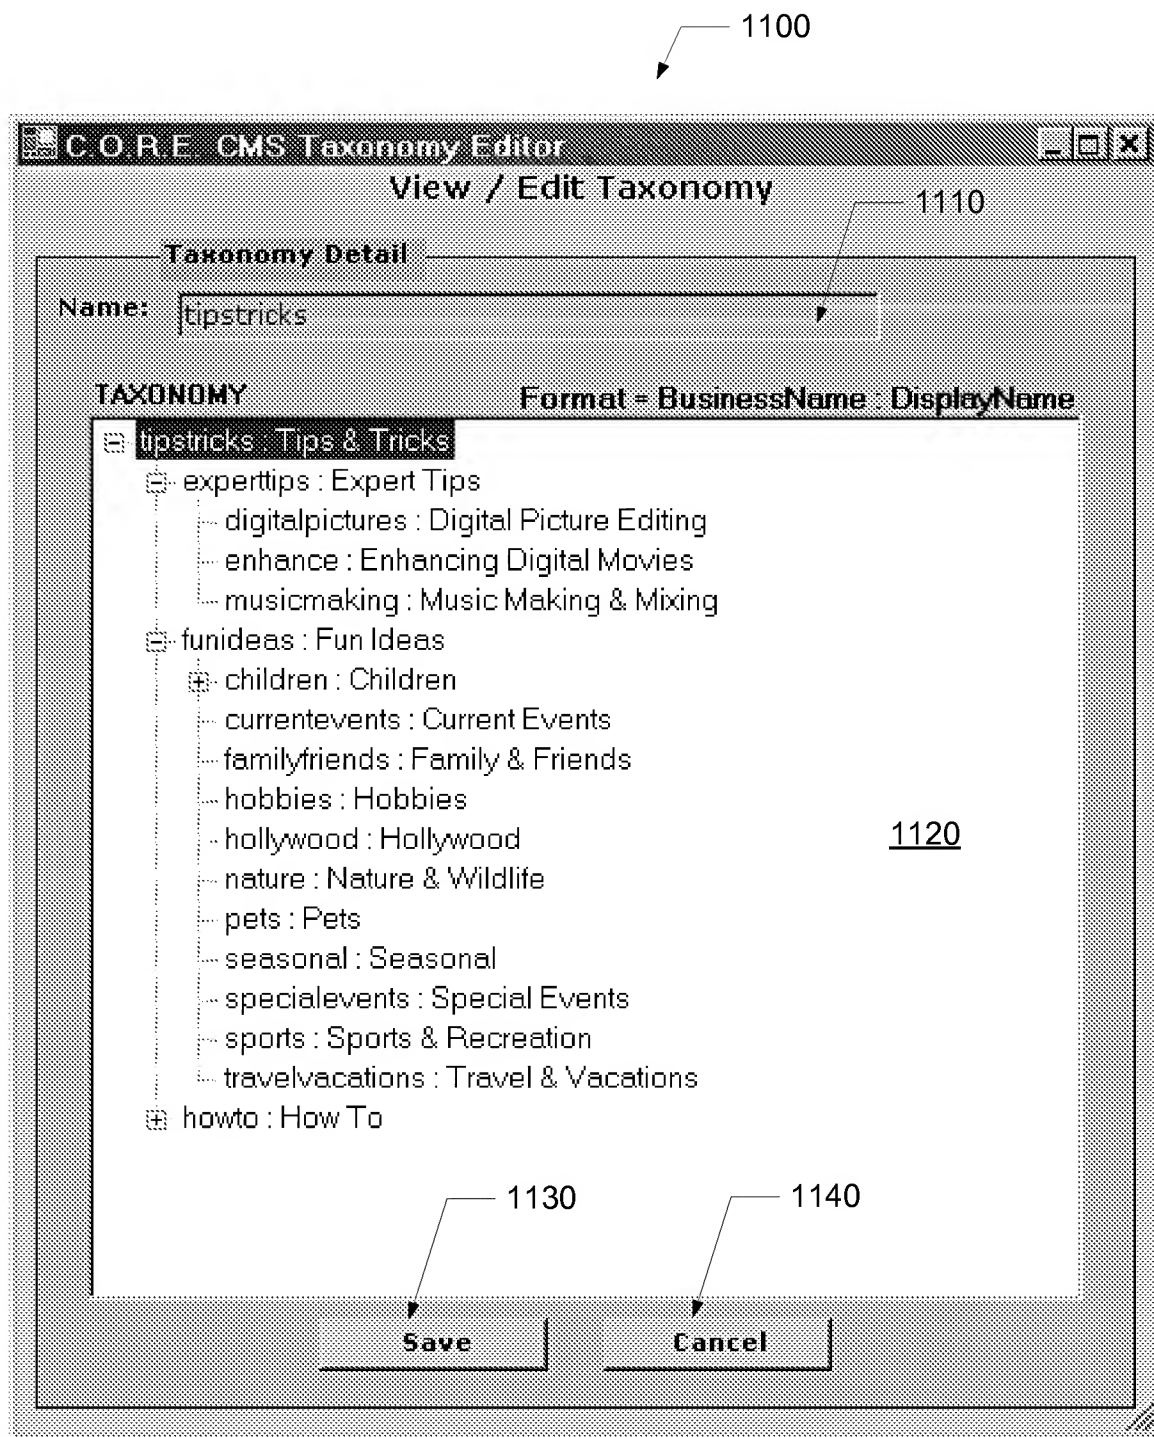 1100
C.O.R.E. CMS Taxonomy Editor
View / Edit Taxonomy
1110
Taxonomy Detail
Name: tipstricks
TAXONOMY Format = BusinessName : DisplayName
tipstricks : Tips & Tricks
experttips : Expert Tips
digitalpictures : Digital Picture Editing
enhance : Enhancing Digital Movies
musicmaking : Music Making & Mixing
funideas : Fun Ideas
children : Children
currentevents : Current Events
familyfriends : Family & Friends
hobbies : Hobbies
hollywood : Hollywood
1120
nature : Nature & Wildlife
pets : Pets
seasonal : Seasonal
specialevents : Special Events
sports : Sports & Recreation
travelvacations : Travel & Vacations
howto : How To
1130 1140
Save Cancel